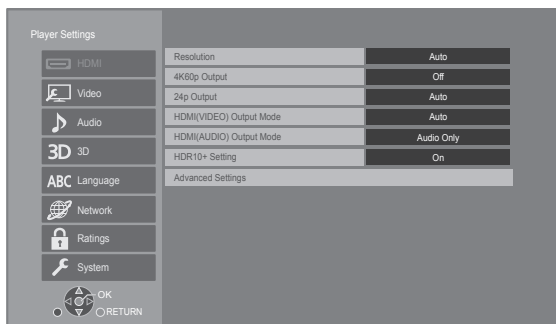 Player Settings
HDMI
Video
Audio
3D 3D
ABC Language
Network
Ratings
System
OK
RETURN
Resolution Auto
4K60p Output Off
24p Output Auto
HDMI(VIDEO) Output Mode Auto
HDMI(AUDIO) Output Mode Audio Only
HDR10+ Setting On
Advanced Settings